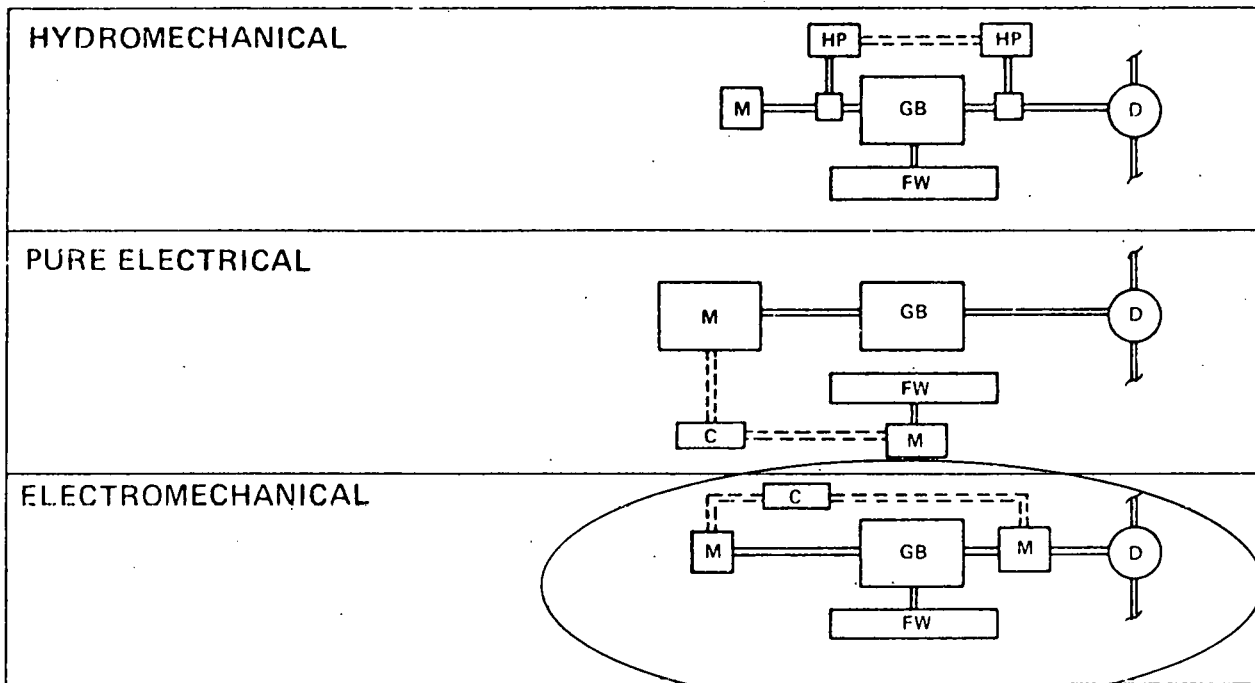 HYDROMECHANICAL
HP HP
M GB D
FW
PURE ELECTRICAL
M GB D
FW
C M
ELECTROMECHANICAL
C
M GB M D
FW